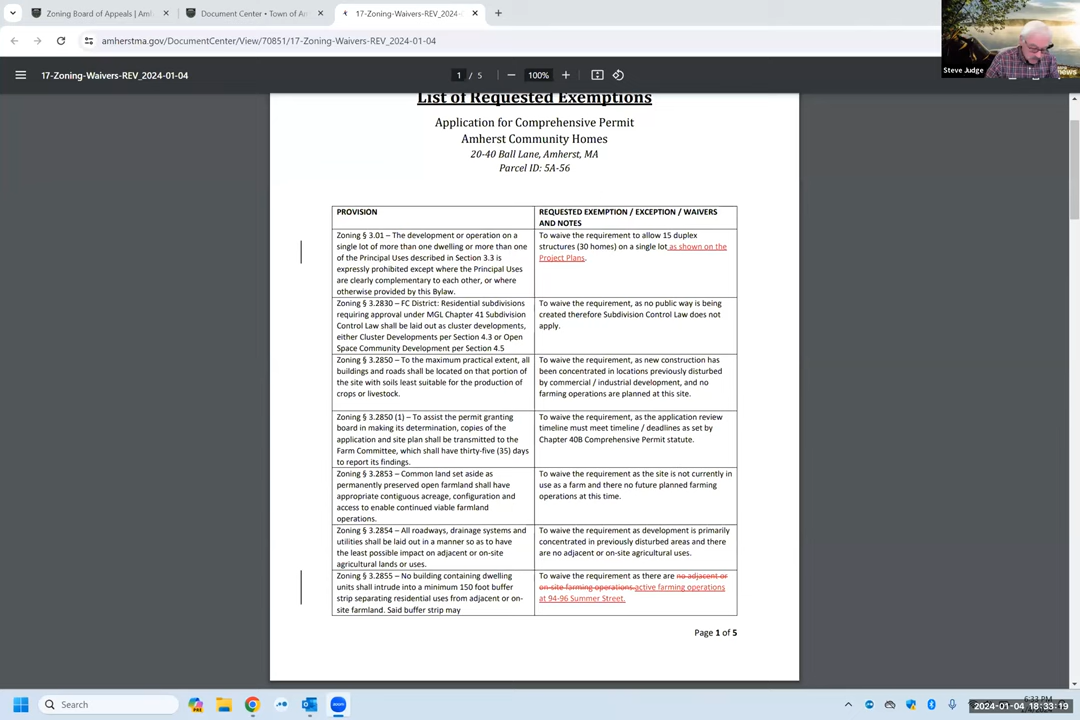 Zoning Board of Appeals | Amh
Document Center • Town of Am
17-Zoning-Waivers-REV_2024-01
amherstma.gov/DocumentCenter/View/70851/17-Zoning-Waivers-REV_2024-01-04
17-Zoning-Waivers-REV_2024-01-04
1 / 5
100%
Steve Judge
List of Requested Exemptions
Application for Comprehensive Permit
Amherst Community Homes
20-40 Ball Lane, Amherst, MA
Parcel ID: 5A-56
PROVISION
REQUESTED EXEMPTION / EXCEPTION / WAIVERS
AND NOTES
Zoning § 3.01 – The development or operation on a
single lot of more than one dwelling or more than one
of the Principal Uses described in Section 3.3 is
expressly prohibited except where the Principal Uses
are clearly complementary to each other, or where
otherwise provided by this Bylaw.
To waive the requirement to allow 15 duplex
structures (30 homes) on a single lot as shown on the
Project Plans.
Zoning § 3.2830 – FC District: Residential subdivisions
requiring approval under MGL Chapter 41 Subdivision
Control Law shall be laid out as cluster developments,
either Cluster Developments per Section 4.3 or Open
Space Community Development per Section 4.5
To waive the requirement, as no public way is being
created therefore Subdivision Control Law does not
apply.
Zoning § 3.2850 – To the maximum practical extent, all
buildings and roads shall be located on that portion of
the site with soils least suitable for the production of
crops or livestock.
To waive the requirement, as new construction has
been concentrated in locations previously disturbed
by commercial / industrial development, and no
farming operations are planned at this site.
Zoning § 3.2850 (1) – To assist the permit granting
board in making its determination, copies of the
application and site plan shall be transmitted to the
Farm Committee, which shall have thirty-five (35) days
to report its findings.
To waive the requirement, as the application review
timeline must meet timeline / deadlines as set by
Chapter 40B Comprehensive Permit statute.
Zoning § 3.2853 – Common land set aside as
permanently preserved open farmland shall have
appropriate contiguous acreage, configuration and
access to enable continued viable farmland
operations.
To waive the requirement as the site is not currently in
use as a farm and there no future planned farming
operations at this time.
Zoning § 3.2854 – All roadways, drainage systems and
utilities shall be laid out in a manner so as to have
the least possible impact on adjacent or on-site
agricultural lands or uses.
To waive the requirement as development is primarily
concentrated in previously disturbed areas and there
are no adjacent or on-site agricultural uses.
Zoning § 3.2855 – No building containing dwelling
units shall intrude into a minimum 150 foot buffer
strip separating residential uses from adjacent or on-
site farmland. Said buffer strip may
To waive the requirement as there are no adjacent or
on-site farming operations.active farming operations
at 94-96 Summer Street.
Page 1 of 5
Search
6:33 PM
2024-01-04 18:33:19